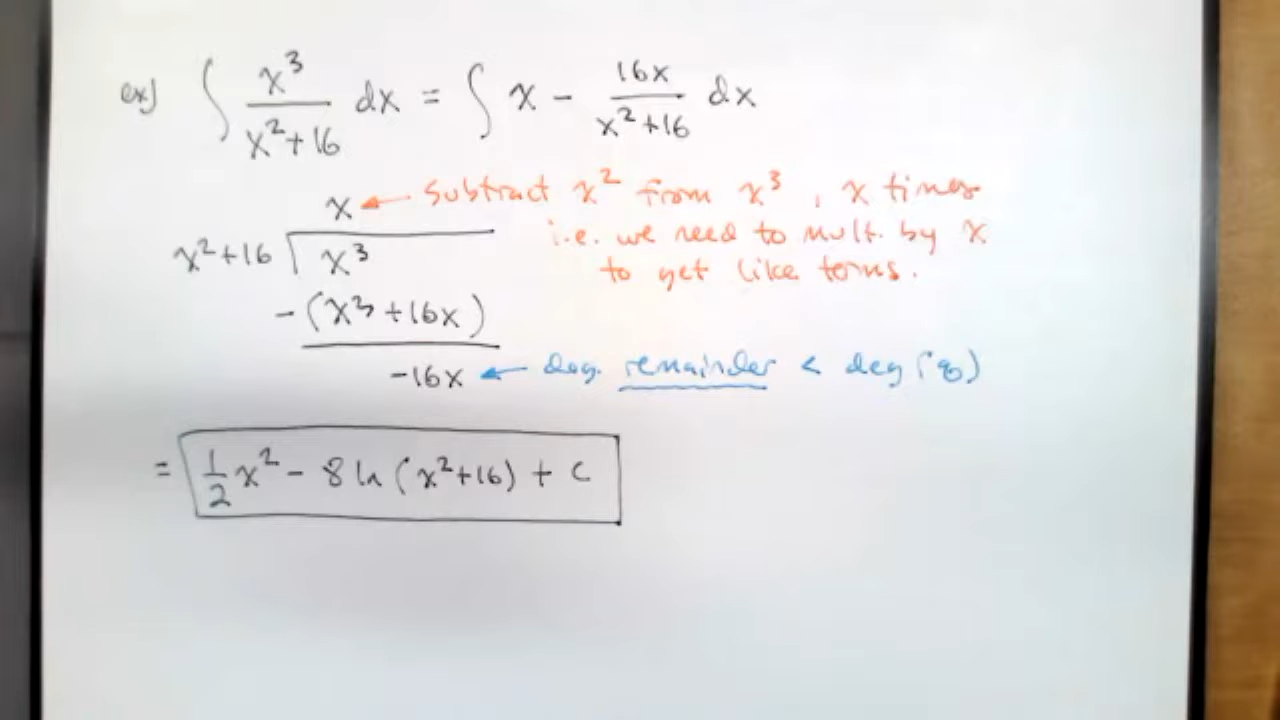 ex) ∫ x³/(x²+16) dx = ∫ x - 16x/(x²+16) dx
x ← Subtract x² from x³, x times
i.e. we need to mult. by x
x²+16 ) x³
to get like terms.
-(x³ +16x)
-16x ← deg. remainder < deg (q)
= ½x² - 8 ln (x²+16) + C